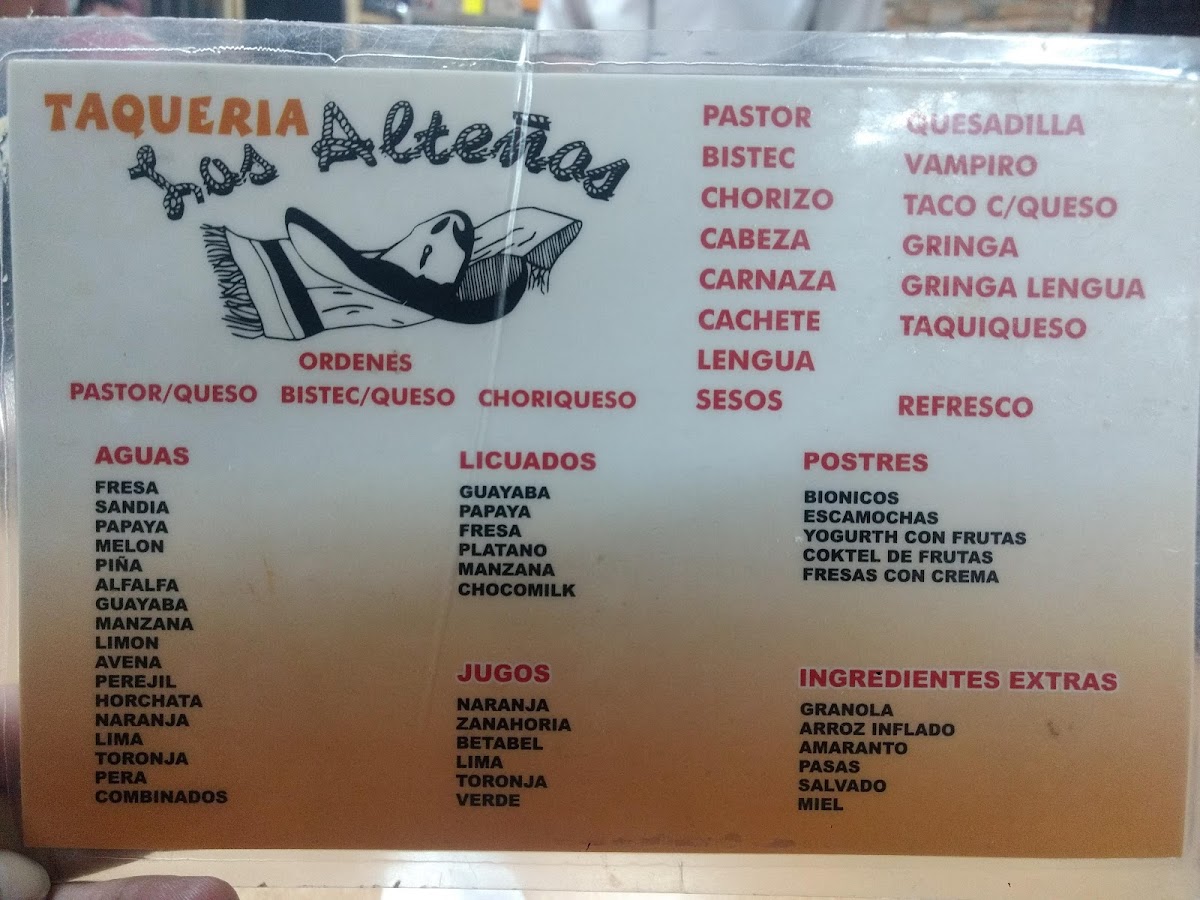 TAQUERIA
Las Alteñas
ORDENES
PASTOR/QUESO BISTEC/QUESO CHORIQUESO
PASTOR
BISTEC
CHORIZO
CABEZA
CARNAZA
CACHETE
LENGUA
SESOS
QUESADILLA
VAMPIRO
TACO C/QUESO
GRINGA
GRINGA LENGUA
TAQUIQUESO
REFRESCO
AGUAS
FRESA
SANDIA
PAPAYA
MELON
PIÑA
ALFALFA
GUAYABA
MANZANA
LIMON
AVENA
PEREJIL
HORCHATA
NARANJA
LIMA
TORONJA
PERA
COMBINADOS
LICUADOS
GUAYABA
PAPAYA
FRESA
PLATANO
MANZANA
CHOCOMILK
JUGOS
NARANJA
ZANAHORIA
BETABEL
LIMA
TORONJA
VERDE
POSTRES
BIONICOS
ESCAMOCHAS
YOGURTH CON FRUTAS
COKTEL DE FRUTAS
FRESAS CON CREMA
INGREDIENTES EXTRAS
GRANOLA
ARROZ INFLADO
AMARANTO
PASAS
SALVADO
MIEL